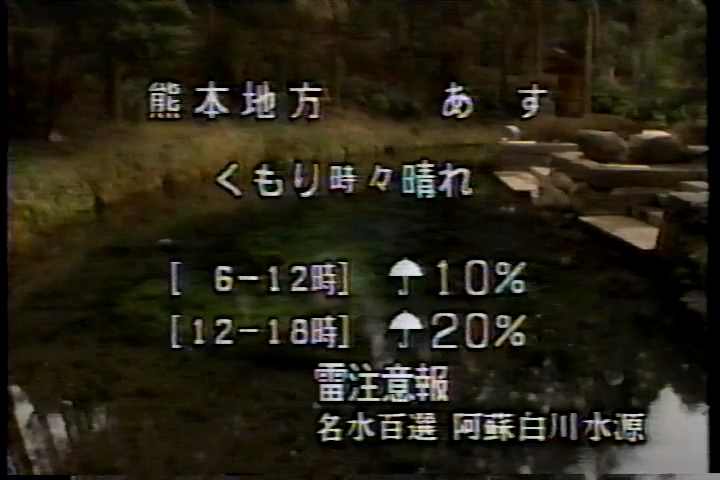 熊本地方 あす
くもり時々晴れ
[ 6-12時] ☂10%
[12-18時] ☂20%
雷注意報
名水百選 阿蘇白川水源